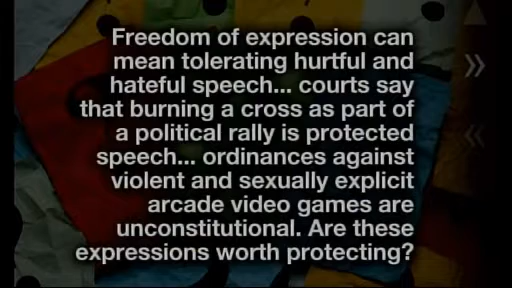 Freedom of expression can
mean tolerating hurtful and
hateful speech... courts say
that burning a cross as part of
a political rally is protected
speech... ordinances against
violent and sexually explicit
arcade video games are
unconstitutional. Are these
expressions worth protecting?